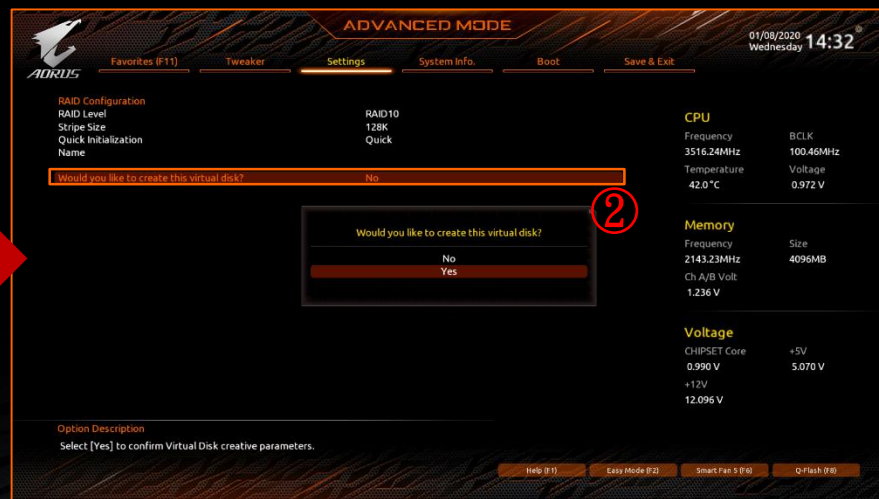 ADVANCED MODE
01/08/2020
Wednesday 14:32
AORUS
Favorites (F11) Tweaker Settings System Info. Boot Save & Exit
RAID Configuration
RAID Level RAID10
Stripe Size 128K
Quick Initialization Quick
Name
Would you like to create this virtual disk? No
②
Would you like to create this virtual disk?
No
Yes
CPU
Frequency BCLK
3516.24MHz 100.46MHz
Temperature Voltage
42.0°C 0.972 V
Memory
Frequency Size
2143.23MHz 4096MB
Ch A/B Volt
1.236 V
Voltage
CHIPSET Core +5V
0.990 V 5.070 V
+12V
12.096 V
Option Description
Select [Yes] to confirm Virtual Disk creative parameters.
Help (F1) Easy Mode (F2) Smart Fan 5 (F6) Q-Flash (F8)